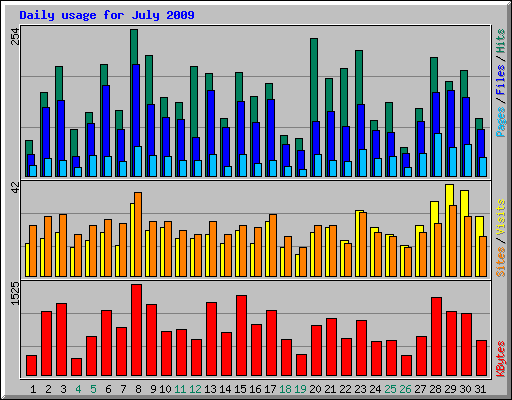 Daily usage for July 2009
254
Pages / Files / Hits
42
Sites / Visits
1525
KBytes
1 2 3 4 5 6 7 8 9 10 11 12 13 14 15 16 17 18 19 20 21 22 23 24 25 26 27 28 29 30 31